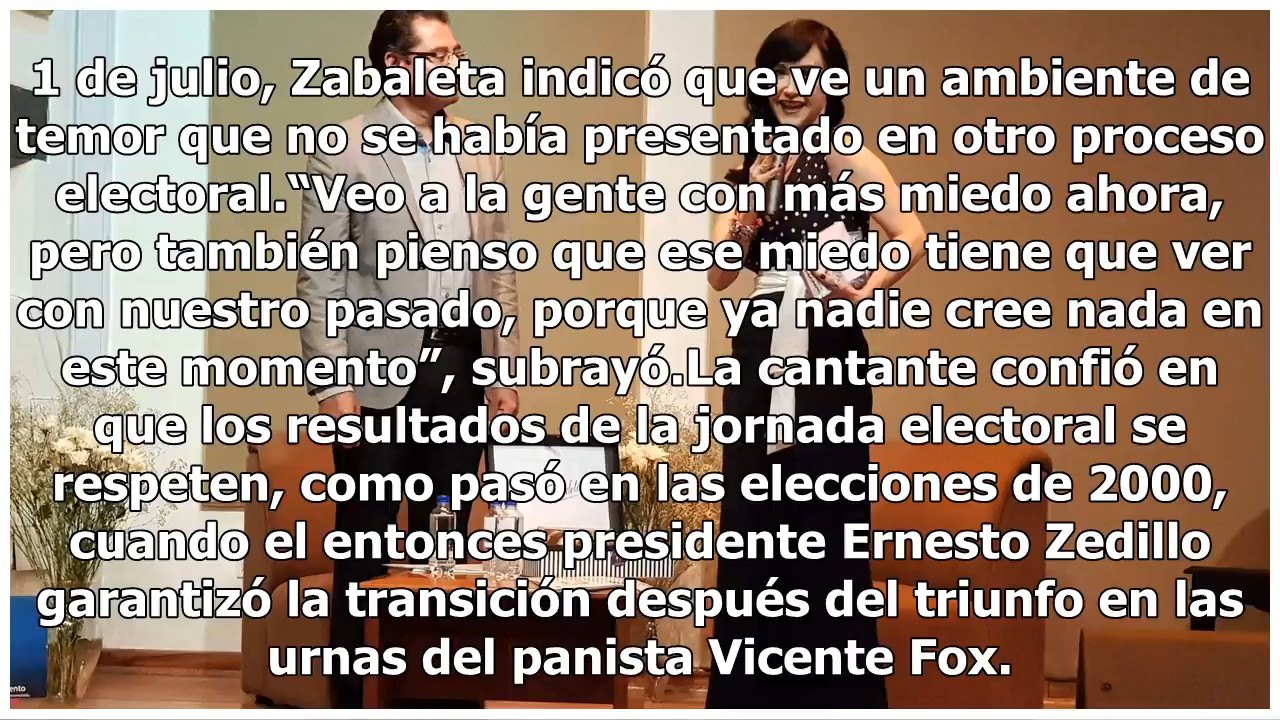 1 de julio, Zabaleta indicó que ve un ambiente de
temor que no se había presentado en otro proceso
electoral.“Veo a la gente con más miedo ahora,
pero también pienso que ese miedo tiene que ver
con nuestro pasado, porque ya nadie cree nada en
este momento”, subrayó.La cantante confió en
que los resultados de la jornada electoral se
respeten, como pasó en las elecciones de 2000,
cuando el entonces presidente Ernesto Zedillo
garantizó la transición después del triunfo en las
urnas del panista Vicente Fox.